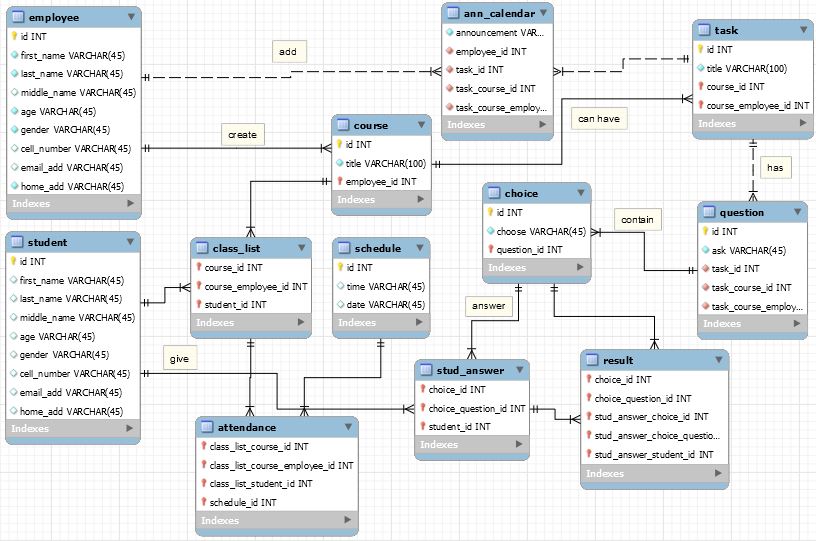 employee
id INT
first_name VARCHAR(45)
last_name VARCHAR(45)
middle_name VARCHAR(45)
age VARCHAR(45)
gender VARCHAR(45)
cell_number VARCHAR(45)
email_add VARCHAR(45)
home_add VARCHAR(45)
Indexes
add
ann_calendar
announcement VAR...
employee_id INT
task_id INT
task_course_id INT
task_course_employ...
Indexes
task
id INT
title VARCHAR(100)
course_id INT
course_employee_id INT
Indexes
create
course
id INT
title VARCHAR(100)
employee_id INT
Indexes
can have
has
choice
id INT
choose VARCHAR(45)
question_id INT
Indexes
contain
question
id INT
ask VARCHAR(45)
task_id INT
task_course_id INT
task_course_employ...
Indexes
student
id INT
first_name VARCHAR(45)
last_name VARCHAR(45)
middle_name VARCHAR(45)
age VARCHAR(45)
gender VARCHAR(45)
cell_number VARCHAR(45)
email_add VARCHAR(45)
home_add VARCHAR(45)
Indexes
class_list
course_id INT
course_employee_id INT
student_id INT
Indexes
schedule
id INT
time VARCHAR(45)
date VARCHAR(45)
Indexes
answer
give
stud_answer
choice_id INT
choice_question_id INT
student_id INT
Indexes
result
choice_id INT
choice_question_id INT
stud_answer_choice_id INT
stud_answer_choice_questio...
stud_answer_student_id INT
Indexes
attendance
class_list_course_id INT
class_list_course_employee_id INT
class_list_student_id INT
schedule_id INT
Indexes